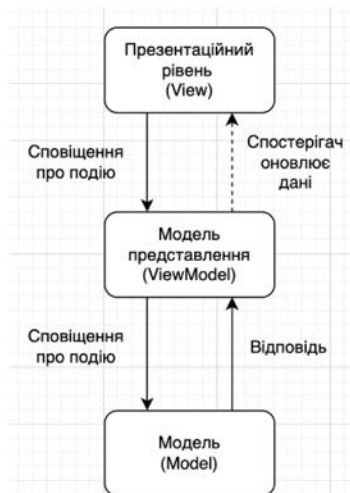 Презентаційний
рівень
(View)
Сповіщення
про подію
Спостерігач
оновлює
дані
Модель
представлення
(ViewModel)
Сповіщення
про подію
Відповідь
Модель
(Model)